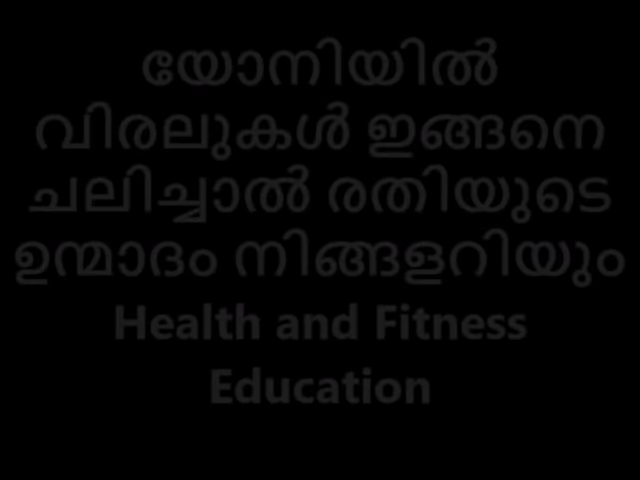 യോനിയിൽ
വിരലുകൾ ഇങ്ങനെ
ചലിച്ചാൽ രതിയുടെ
ഉന്മാദം നിങ്ങളറിയും
Health and Fitness
Education